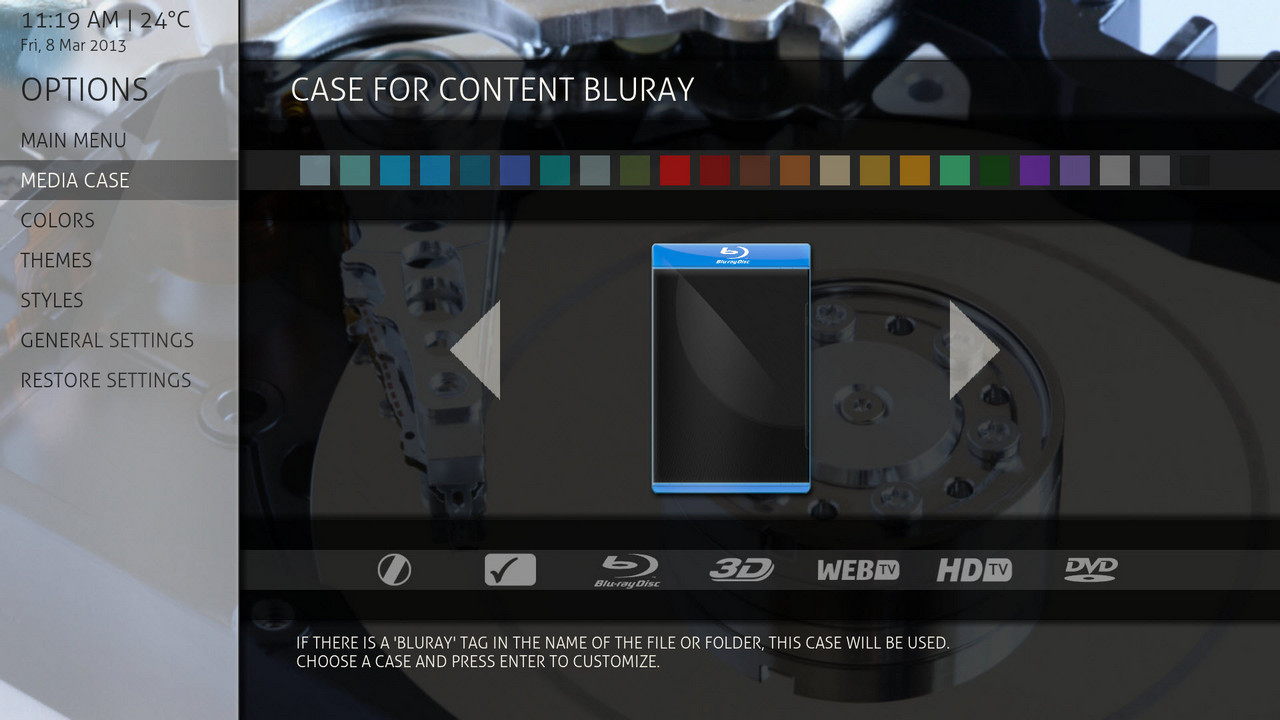 11:19 AM | 24°C
Fri, 8 Mar 2013
OPTIONS
MAIN MENU
MEDIA CASE
COLORS
THEMES
STYLES
GENERAL SETTINGS
RESTORE SETTINGS
CASE FOR CONTENT BLURAY
Blu-ray Disc
Blu-ray Disc
3D
WEB TV
HD TV
DVD
IF THERE IS A 'BLURAY' TAG IN THE NAME OF THE FILE OR FOLDER, THIS CASE WILL BE USED.
CHOOSE A CASE AND PRESS ENTER TO CUSTOMIZE.